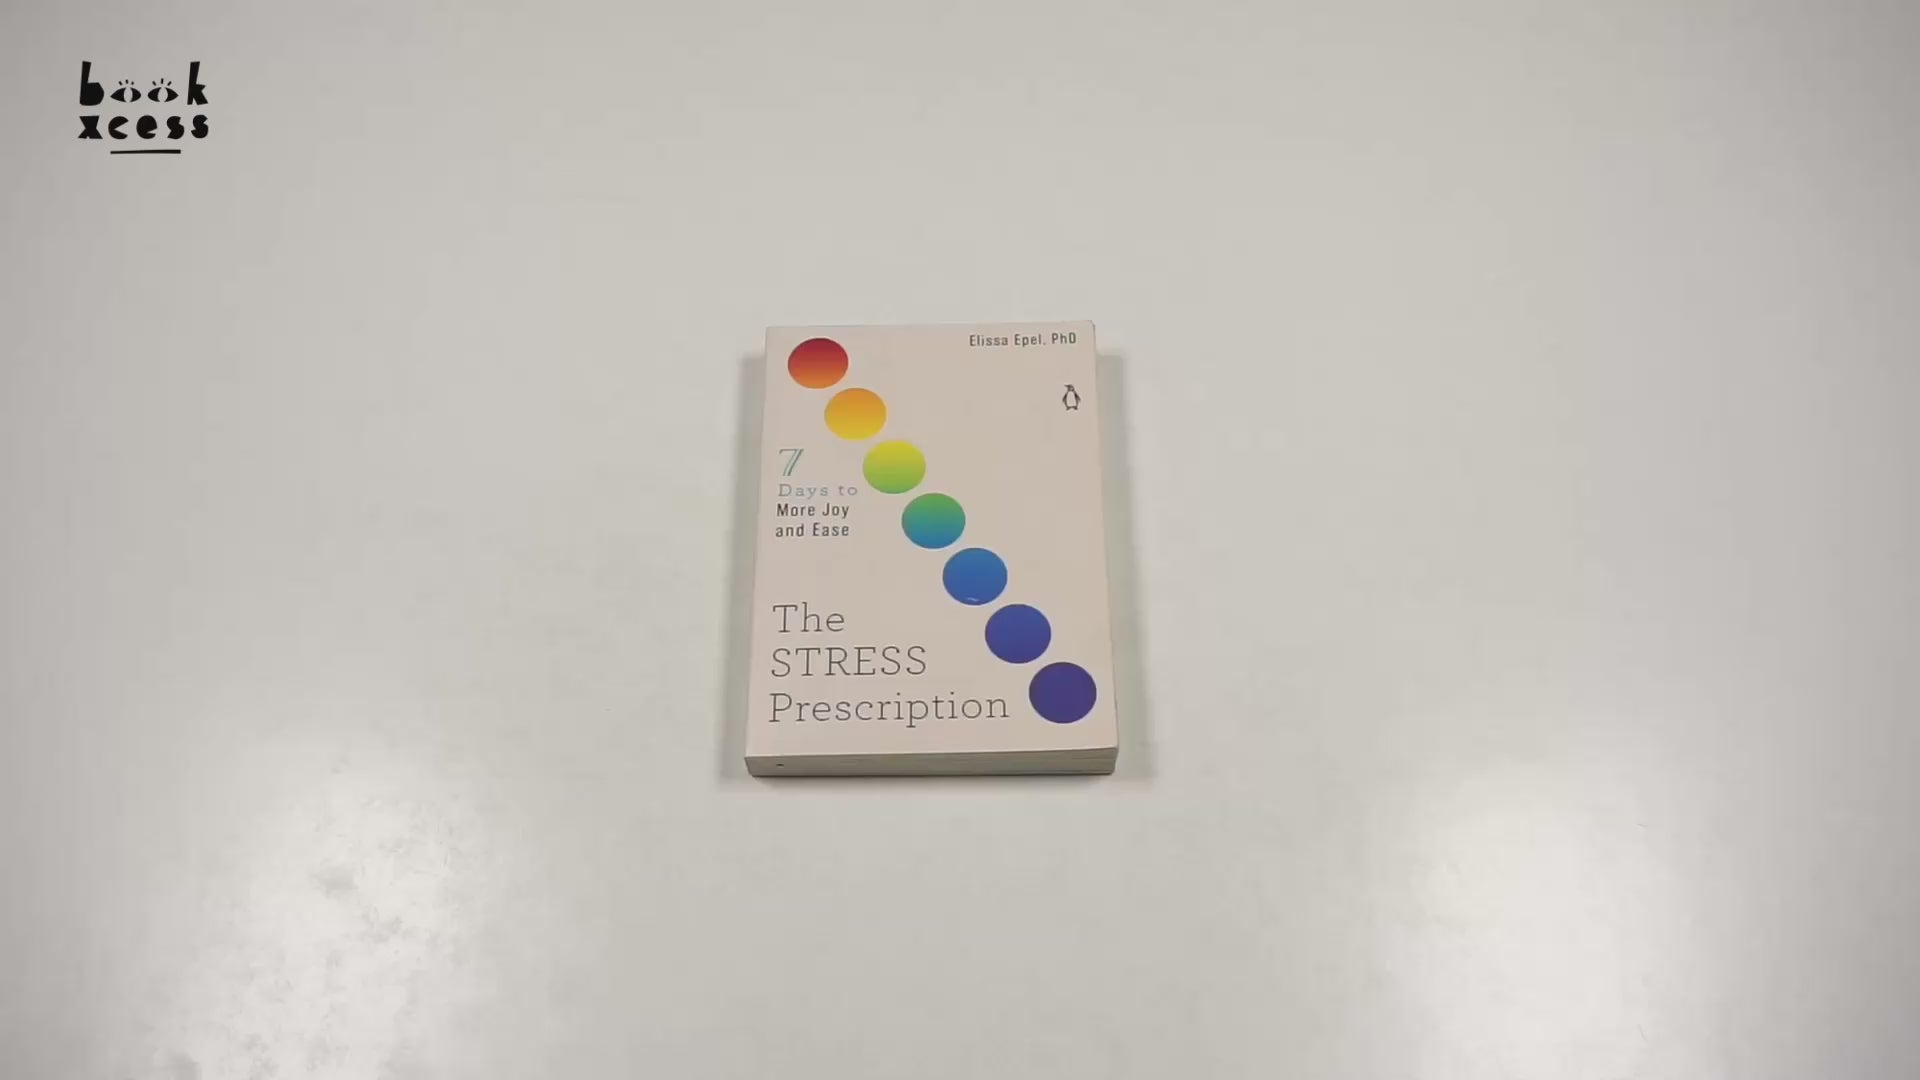 book
xcess
Elissa Epel, PhD
7
Days to
More Joy
and Ease
The
STRESS
Prescription